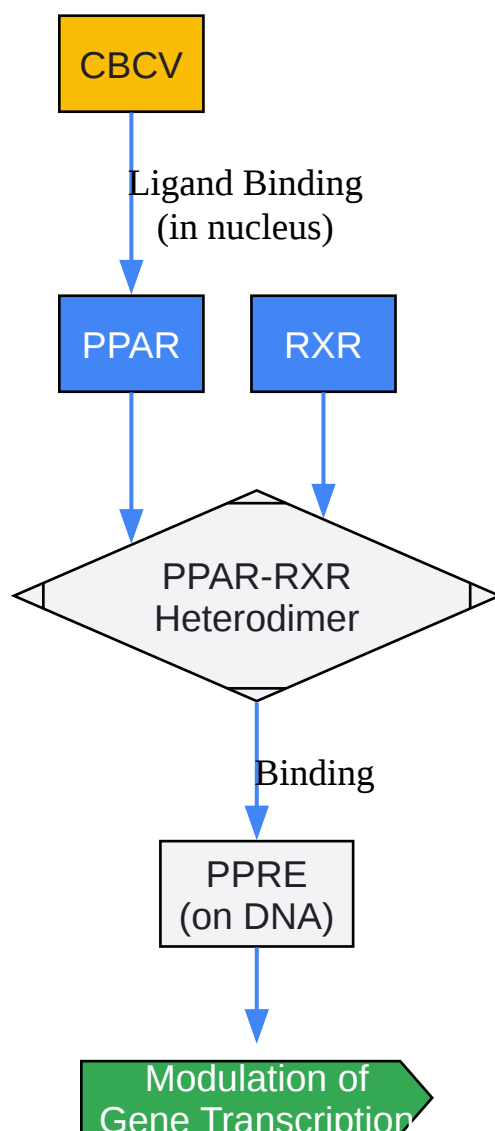 CBCV
Ligand Binding
(in nucleus)
PPAR
RXR
PPAR-RXR
Heterodimer
Binding
PPRE
(on DNA)
Modulation of
Gene Transcription